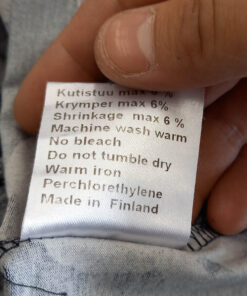 Kutistuu max 6%
Krymper max 6%
Shrinkage max 6 %
Machine wash warm
No bleach
Do not tumble dry
Warm iron
Perchlorethylene
Made in Finland